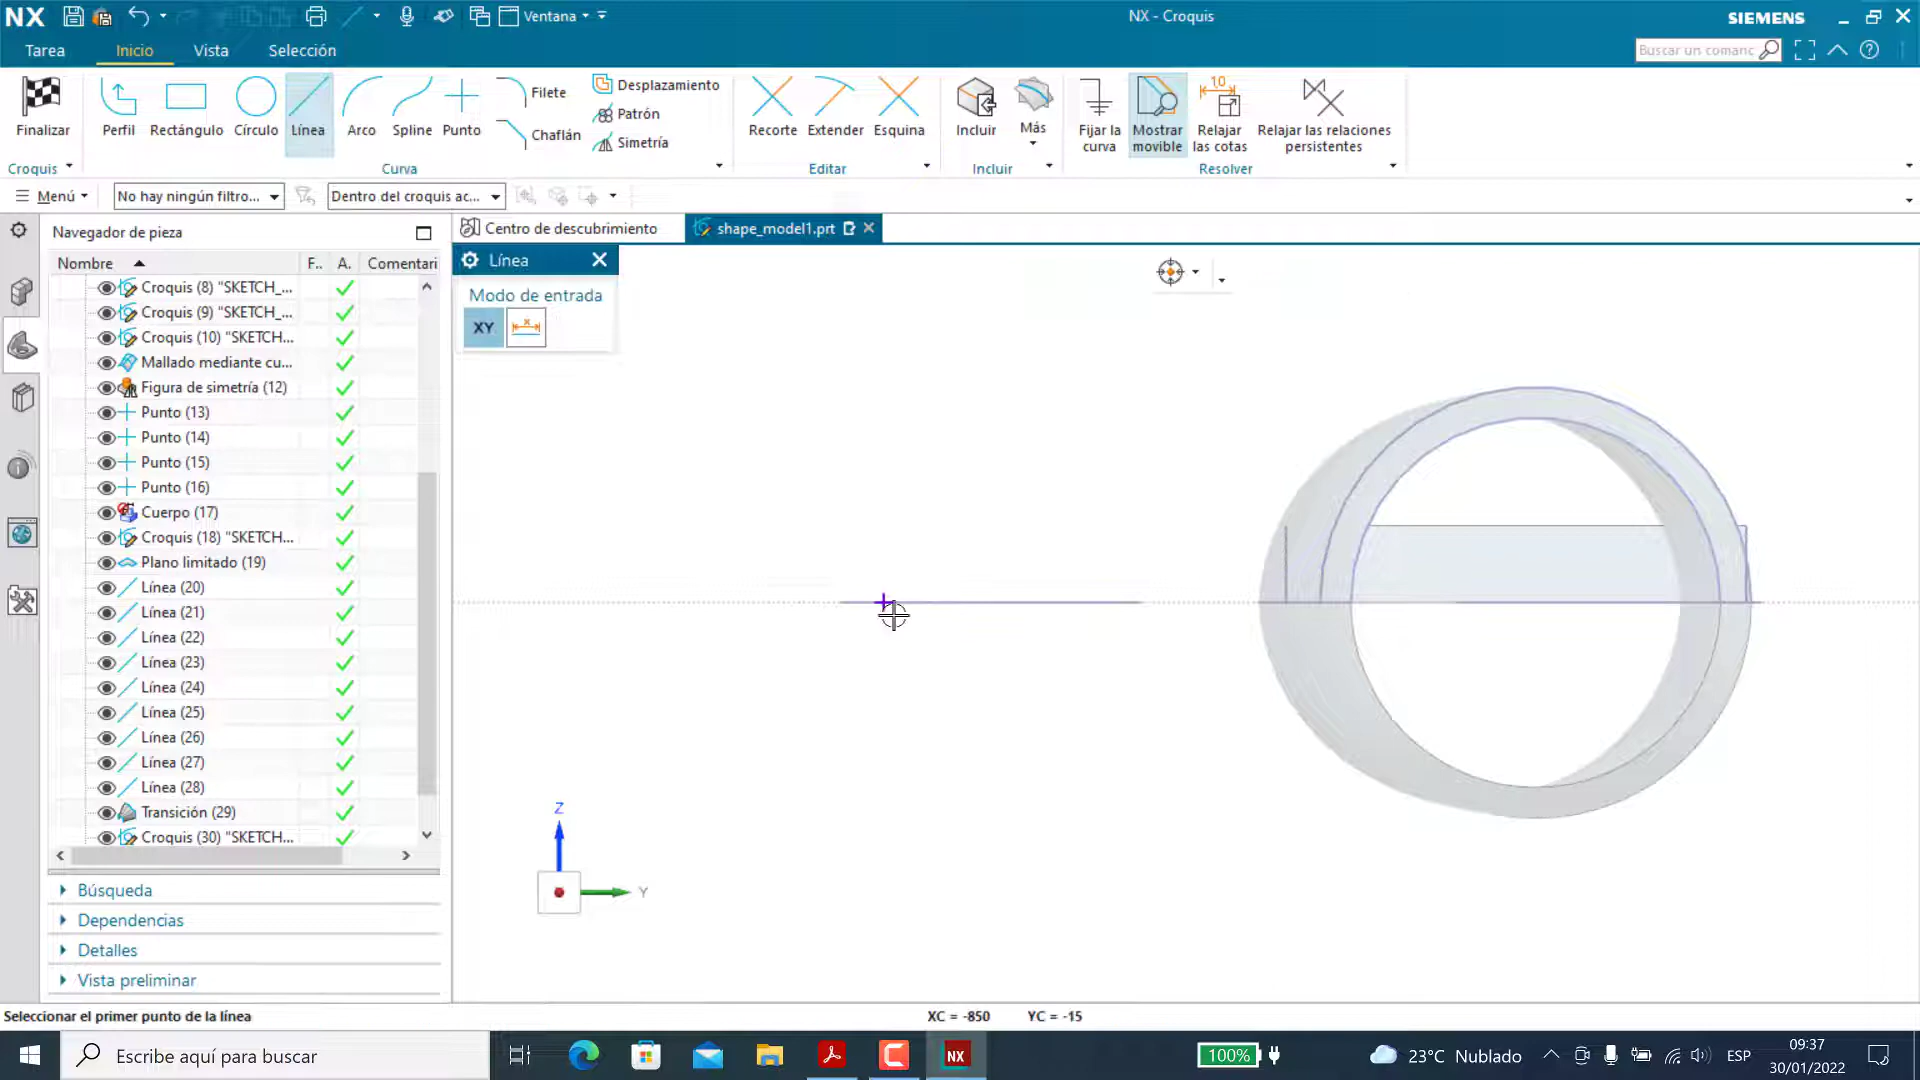 NX
Ventana
NX - Croquis
SIEMENS
Tarea
Inicio
Vista
Selección
Buscar un comanc
Finalizar
Perfil
Rectángulo
Círculo
Línea
Arco
Spline
Punto
Filete
Chaflán
Desplazamiento
Patrón
Simetría
Recorte
Extender
Esquina
Incluir
Más
Fijar la curva
Mostrar movible
10
Relajar las cotas
Relajar las relaciones persistentes
Croquis
Curva
Editar
Incluir
Resolver
Menú
No hay ningún filtro...
Dentro del croquis ac...
Navegador de pieza
Centro de descubrimiento
shape_model1.prt
Nombre
F..
A.
Comentari
Croquis (8) "SKETCH_...
Croquis (9) "SKETCH_...
Croquis (10) "SKETCH...
Mallado mediante cu...
Figura de simetría (12)
Punto (13)
Punto (14)
Punto (15)
Punto (16)
Cuerpo (17)
Croquis (18) "SKETCH...
Plano limitado (19)
Línea (20)
Línea (21)
Línea (22)
Línea (23)
Línea (24)
Línea (25)
Línea (26)
Línea (27)
Línea (28)
Transición (29)
Croquis (30) "SKETCH...
Búsqueda
Dependencias
Detalles
Vista preliminar
Línea
Modo de entrada
XY
Z
Y
Seleccionar el primer punto de la línea
XC = -850
YC = -15
Escribe aquí para buscar
NX
100%
23°C Nublado
ESP
09:37
30/01/2022